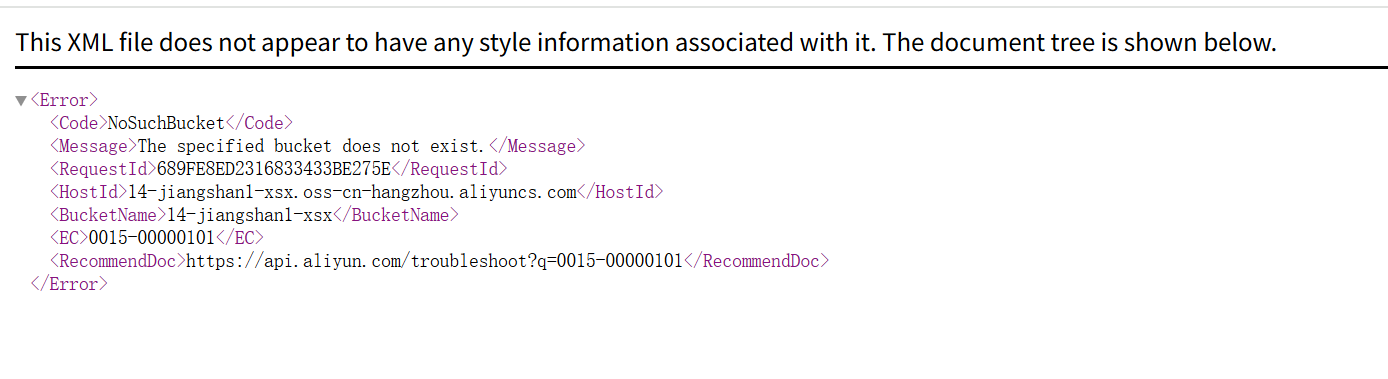 This XML file does not appear to have any style information associated with it. The document tree is shown below.
▼<Error>
<Code>NoSuchBucket</Code>
<Message>The specified bucket does not exist.</Message>
<RequestId>689FE8ED2316833433BE275E</RequestId>
<HostId>14-jiangshanl-xsx.oss-cn-hangzhou.aliyuncs.com</HostId>
<BucketName>14-jiangshanl-xsx</BucketName>
<EC>0015-00000101</EC>
<RecommendDoc>https://api.aliyun.com/troubleshoot?q=0015-00000101</RecommendDoc>
</Error>